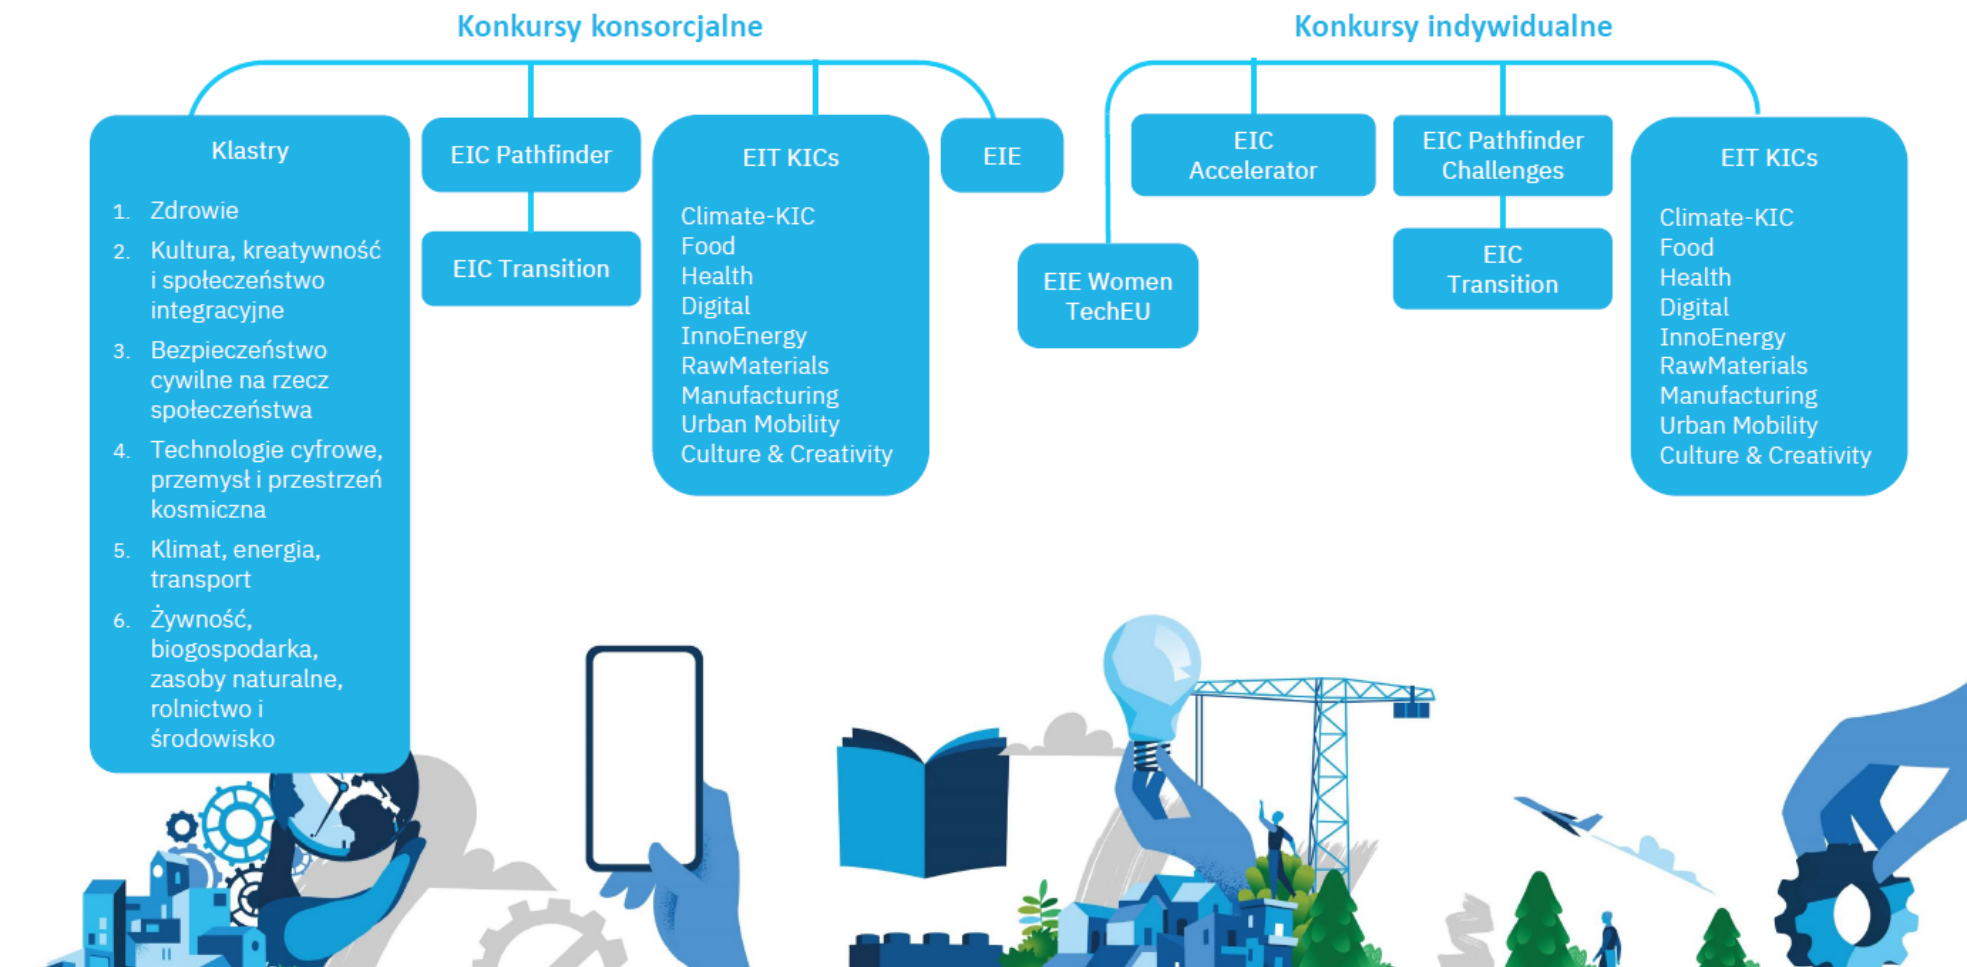 Konkursy konsorcjalne
Klastry
1. Zdrowie
2. Kultura, kreatywność
i społeczeństwo
integracyjne
3. Bezpieczeństwo
cywilne na rzecz
społeczeństwa
4. Technologie cyfrowe,
przemysł i przestrzeń
kosmiczna
5. Klimat, energia,
transport
6. Żywność,
biogospodarka,
zasoby naturalne,
rolnictwo i
środowisko
EIC Pathfinder
EIC Transition
EIT KICs
Climate-KIC
Food
Health
Digital
InnoEnergy
RawMaterials
Manufacturing
Urban Mobility
Culture & Creativity
EIE
Konkursy indywidualne
EIE Women
TechEU
EIC
Accelerator
EIC Pathfinder
Challenges
EIC
Transition
EIT KICs
Climate-KIC
Food
Health
Digital
InnoEnergy
RawMaterials
Manufacturing
Urban Mobility
Culture & Creativity